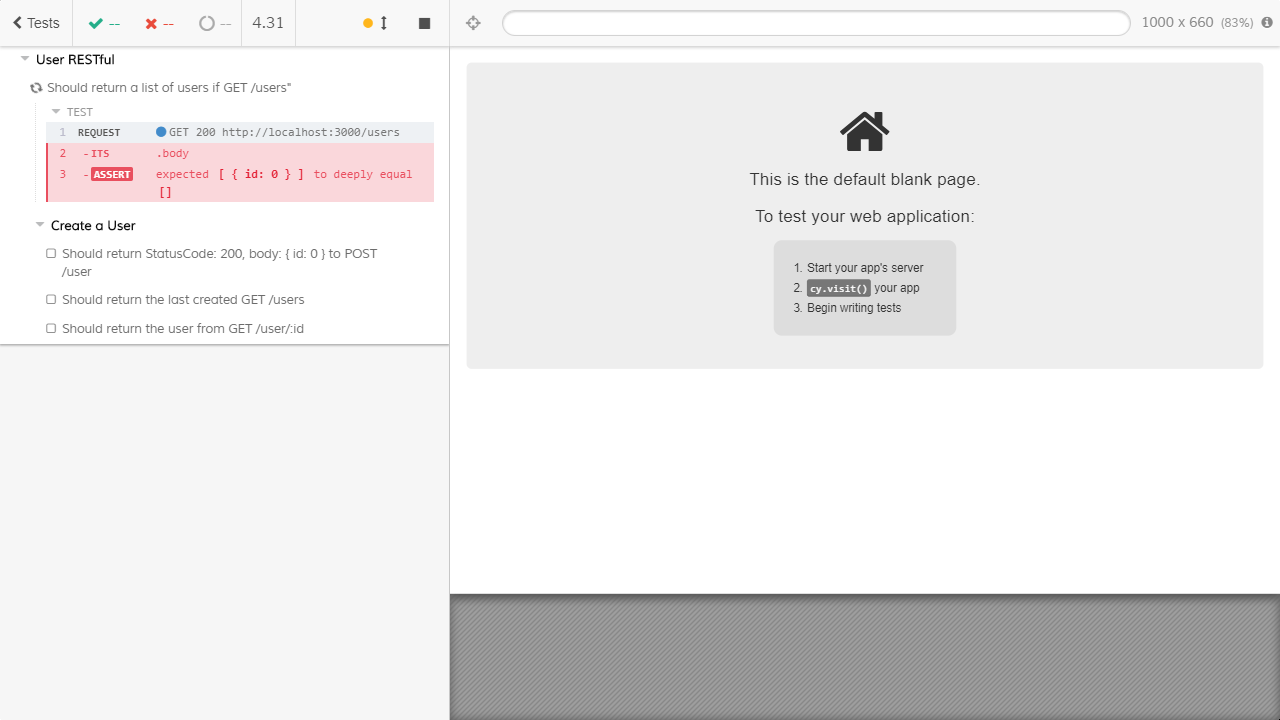 Tests -- -- -- 4.31
1000 x 660 (83%)
User RESTful
Should return a list of users if GET /users"
TEST
1 REQUEST GET 200 http://localhost:3000/users
2 -ITS .body
3 -ASSERT expected [ { id: 0 } ] to deeply equal
[]
Create a User
Should return StatusCode: 200, body: { id: 0 } to POST
/user
Should return the last created GET /users
Should return the user from GET /user/:id
This is the default blank page.
To test your web application:
1. Start your app's server
2. cy.visit() your app
3. Begin writing tests